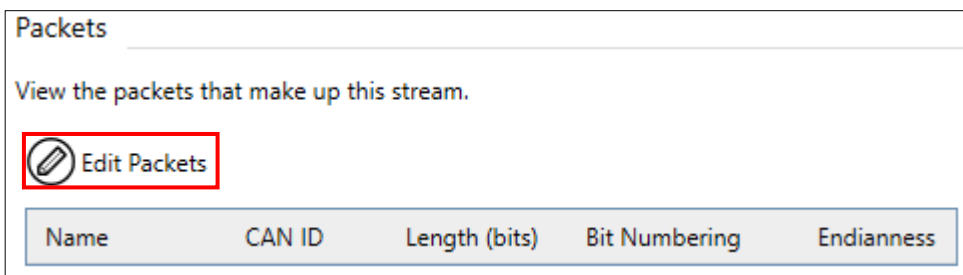 Packets
View the packets that make up this stream.
Edit Packets
Name CAN ID Length (bits) Bit Numbering Endianness